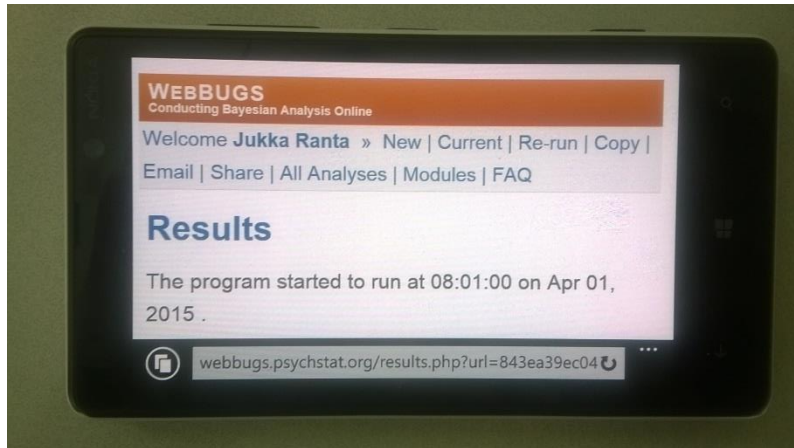 WEBBUGS
Conducting Bayesian Analysis Online
Welcome Jukka Ranta » New | Current | Re-run | Copy |
Email | Share | All Analyses | Modules | FAQ
Results
The program started to run at 08:01:00 on Apr 01,
2015 .
webbugs.psychstat.org/results.php?url=843ea39ec04